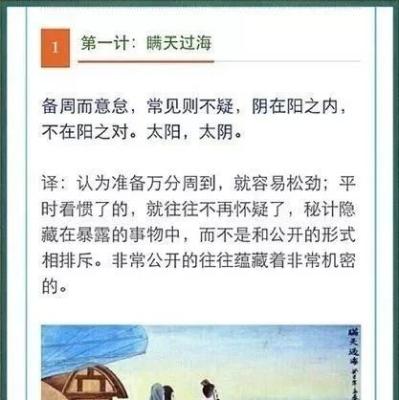 1 第一计：瞒天过海
备周而意怠，常见则不疑，阴在阳之内，
不在阳之对。太阳，太阴。
译：认为准备万分周到，就容易松劲；平
时看惯了的，就往往不再怀疑了，秘计隐
藏在暴露的事物中，而不是和公开的形式
相排斥。非常公开的往往蕴藏着非常机密
的。
瞒天过海